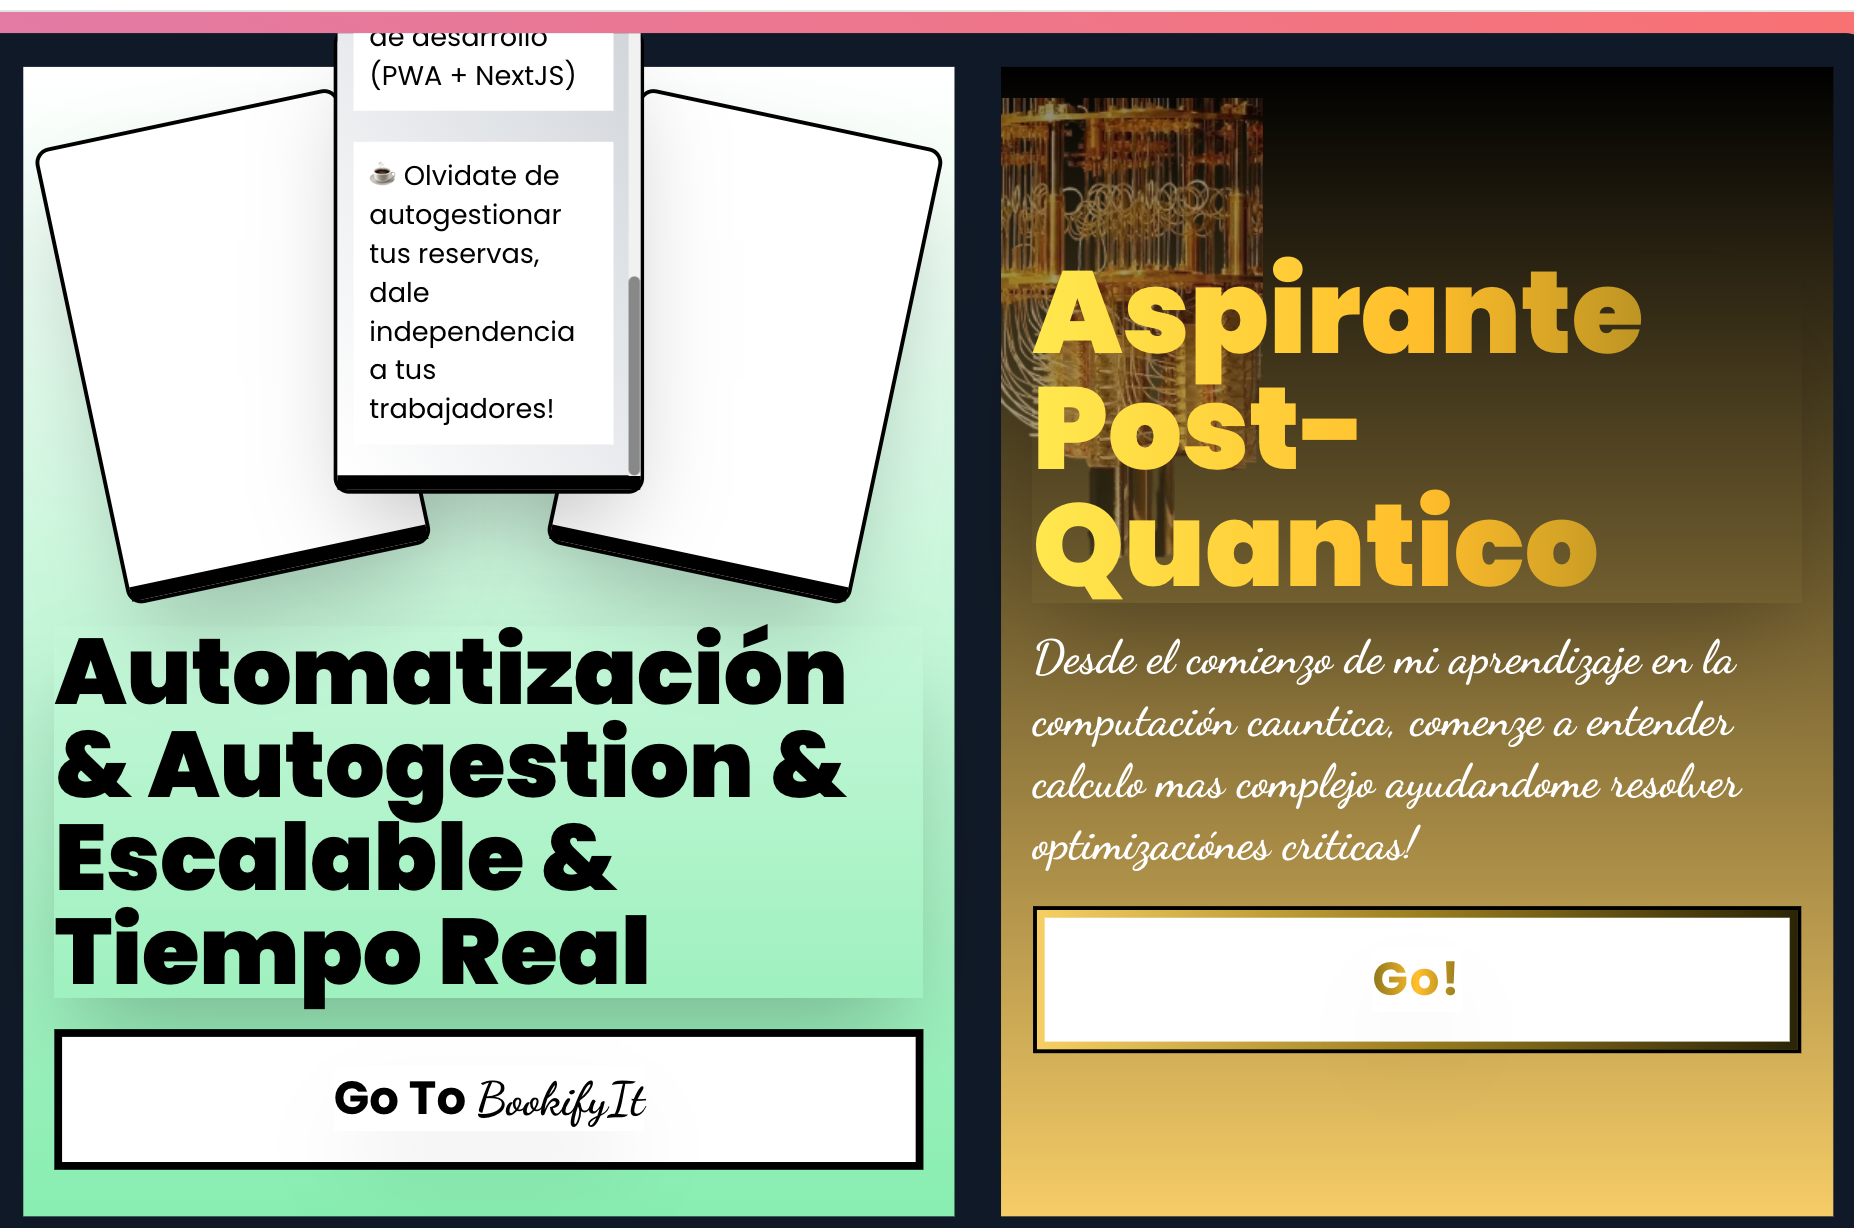 de desarrollo
(PWA + NextJS)
☕ Olvidate de
autogestionar
tus reservas,
dale
independencia
a tus
trabajadores!
Automatización
& Autogestion &
Escalable &
Tiempo Real
Go To BookifyIt
Aspirante
Post-
Quantico
Desde el comienzo de mi aprendizaje en la
computación cauntica, comenze a entender
calculo mas complejo ayudandome resolver
optimizaciónes criticas!
Go!